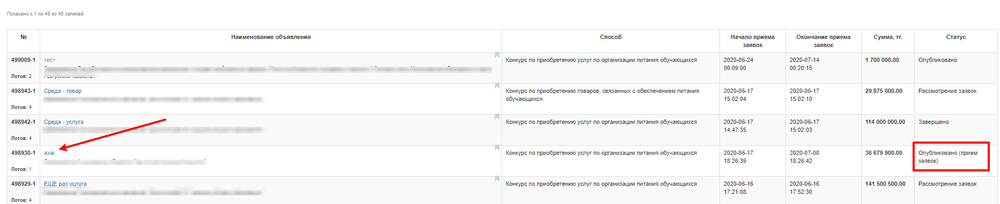 Показано с 1 по 48 из 48 записей
№ Наименование объявления Способ Начало приема заявок Окончание приема заявок Сумма, тг. Статус
499009-1 тест Конкурс по приобретению услуг по организации питания обучающихся 2020-06-24 2020-07-14 1 700 000.00 Опубликовано
00:09:00 00:20:15
Лотов: 2 Республики Казахстан
498943-1 Среда - товар Конкурс по приобретению товаров, связанных с обеспечением питания 2020-06-17 2020-06-17 29 875 000.00 Рассмотрение заявок
обучающихся 15:02:04 15:02:10
Лотов: 4
498942-1 Среда - услуга Конкурс по приобретению услуг по организации питания обучающихся 2020-06-17 2020-06-17 114 000 000.00 Завершено
14:47:35 15:02:03
Лотов: 4
498930-1 axai Конкурс по приобретению услуг по организации питания обучающихся 2020-06-17 2020-07-08 36 679 900.00 Опубликовано (прием
18:26:39 18:26:42 заявок)
Лотов: 1
498929-1 ЕЩЕ раз услуга Конкурс по приобретению услуг по организации питания обучающихся 2020-06-16 2020-06-16 141 500 500.00 Рассмотрение заявок
17:21:08 17:52:30
Лотов: 4